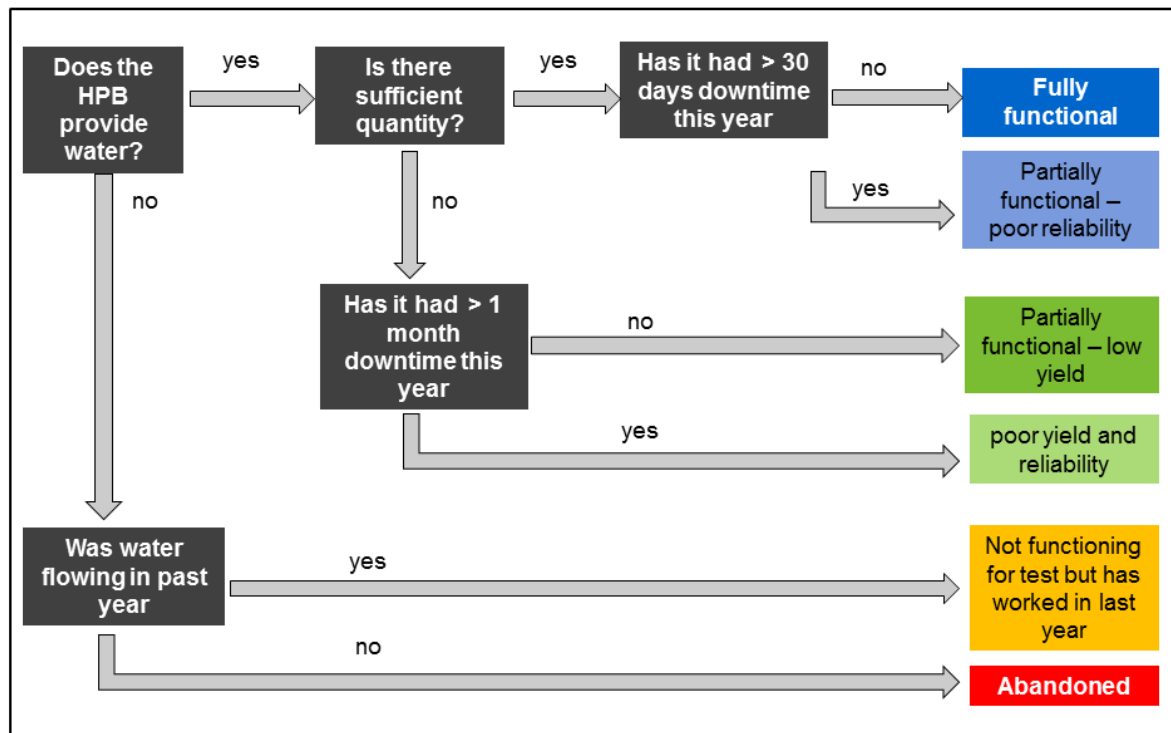 Does the
HPB
provide
water?
yes
Is there
sufficient
quantity?
yes
Has it had > 30
days downtime
this year
no
Fully
functional
yes
Partially
functional –
poor reliability
no
no
Has it had > 1
month
downtime this
year
no
Partially
functional – low
yield
yes
poor yield and
reliability
Was water
flowing in past
year
yes
Not functioning
for test but has
worked in last
year
no
Abandoned